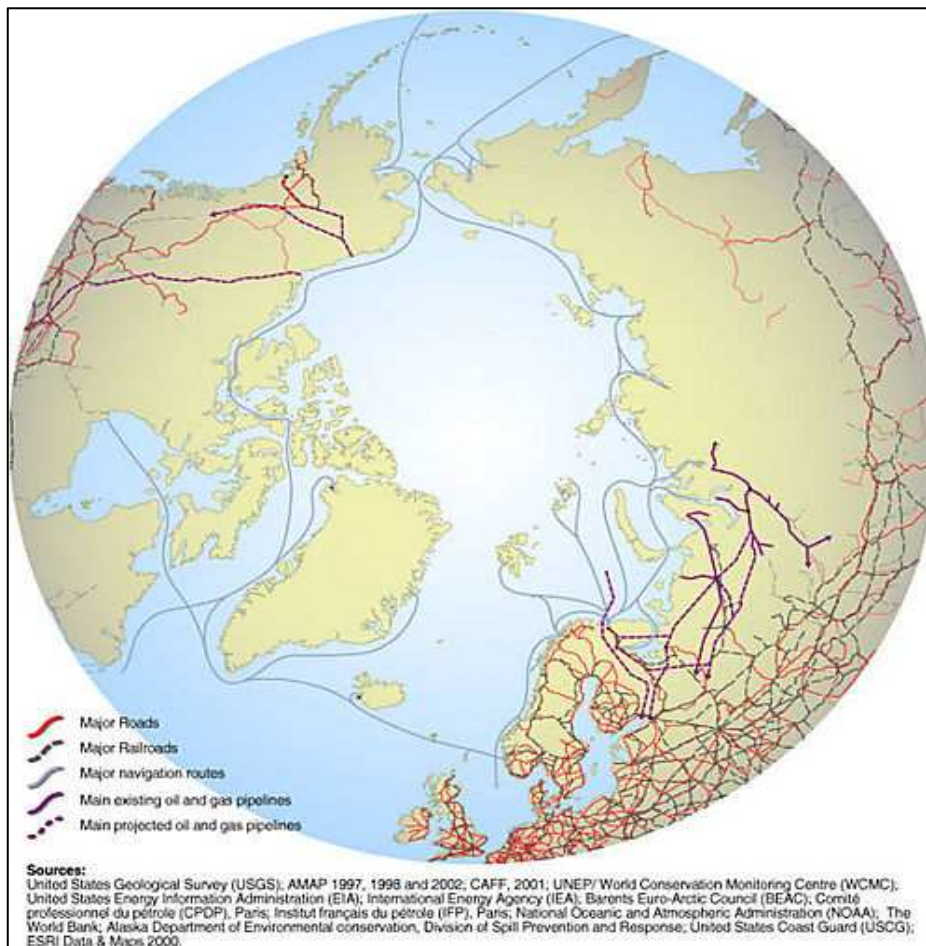 Major Roads
Major Railroads
Major navigation routes
Main existing oil and gas pipelines
Main projected oil and gas pipelines
Sources:
United States Geological Survey (USGS); AMAP 1997, 1998 and 2002; CAFF, 2001; UNEP/ World Conservation Monitoring Centre (WCMC);
United States Energy Information Administration (EIA); International Energy Agency (IEA); Barents Euro-Arctic Council (BEAC); Comité
professionnel du pétrole (CPDP), Paris; Institut français du pétrole (IFP), Paris; National Oceanic and Atmospheric Administration (NOAA); The
World Bank; Alaska Department of Environmental conservation, Division of Spill Prevention and Response; United States Coast Guard (USCG);
ESRI Data & Maps 2000.